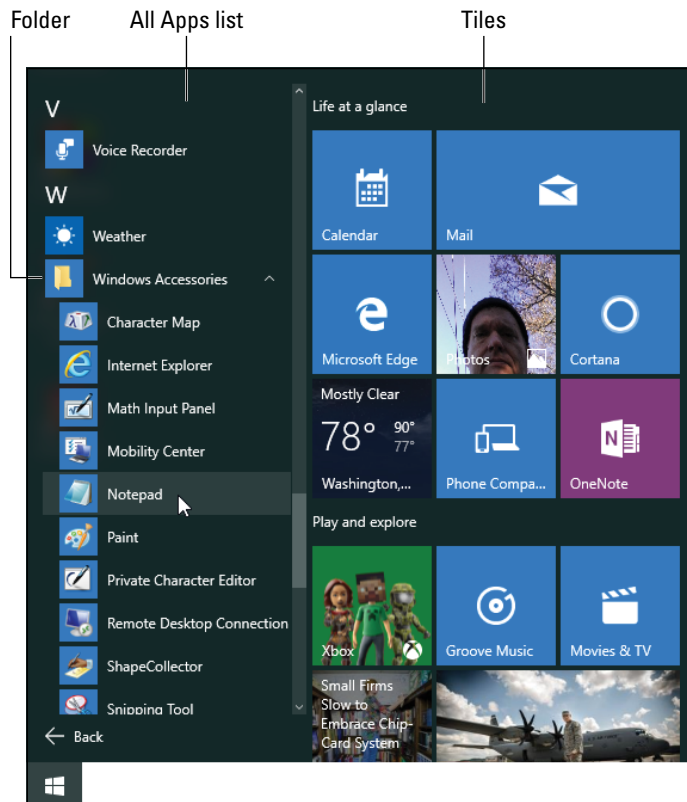 Folder
All Apps list
Tiles
V
Voice Recorder
W
Weather
Windows Accessories
Character Map
Internet Explorer
Math Input Panel
Mobility Center
Notepad
Paint
Private Character Editor
Remote Desktop Connection
ShapeCollector
Snipping Tool
Back
Life at a glance
Calendar
Mail
Microsoft Edge
Photos
Cortana
Mostly Clear
78° 90°
77°
Washington,...
Phone Compa...
N
OneNote
Play and explore
Xbox
Groove Music
Movies & TV
Small Firms
Slow to
Embrace Chip-
Card System